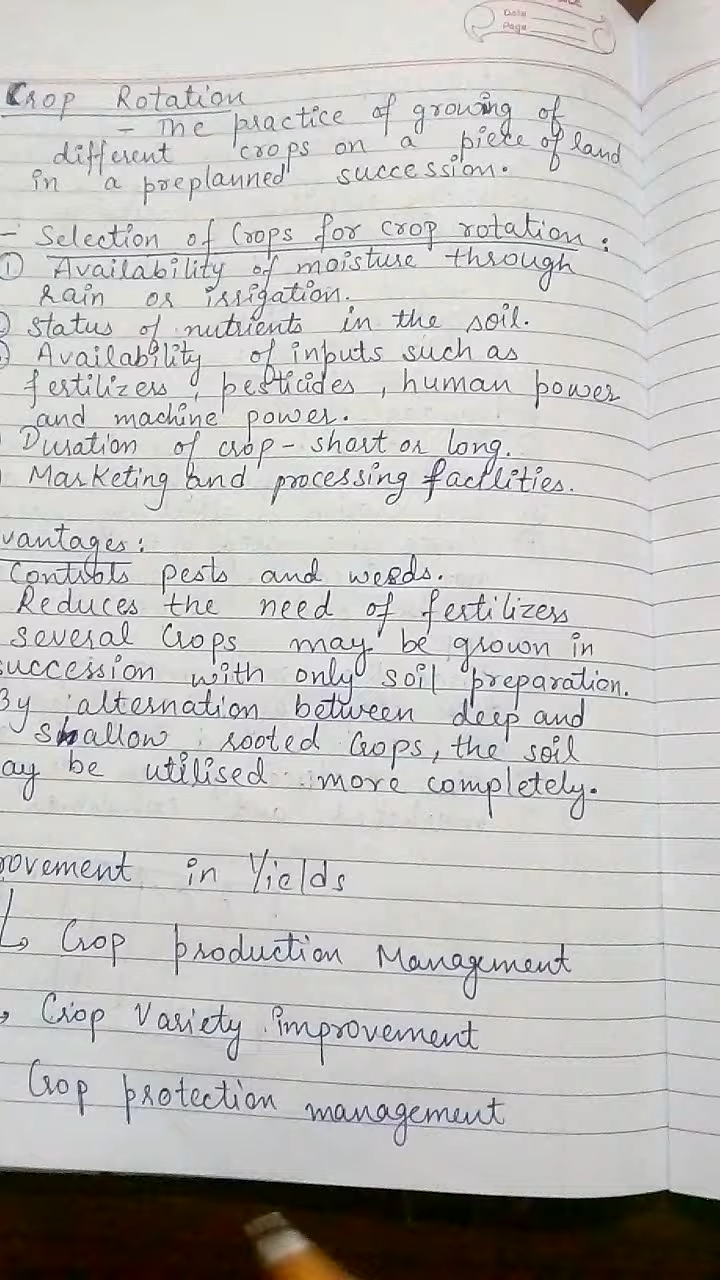 Date
Page
Crop Rotation
- The practice of growing of
different crops on a piece of land
in a preplanned succession.
- Selection of Crops for crop rotation :
① Availability of moisture through
rain or irrigation.
status of nutrients in the soil.
Availability of inputs such as
fertilizers, pesticides, human power
and machine power.
Duration of crop - short or long.
Marketing and processing facilities.
vantages :
Controls pests and weeds.
Reduces the need of fertilizers
several Crops may be grown in
uccession with only soil preparation.
By alternation between deep and
shallow rooted Crops, the soil
ay be utilised more completely.
rovement in Yields
↳ Crop production Management
Crop Variety improvement
Crop protection management